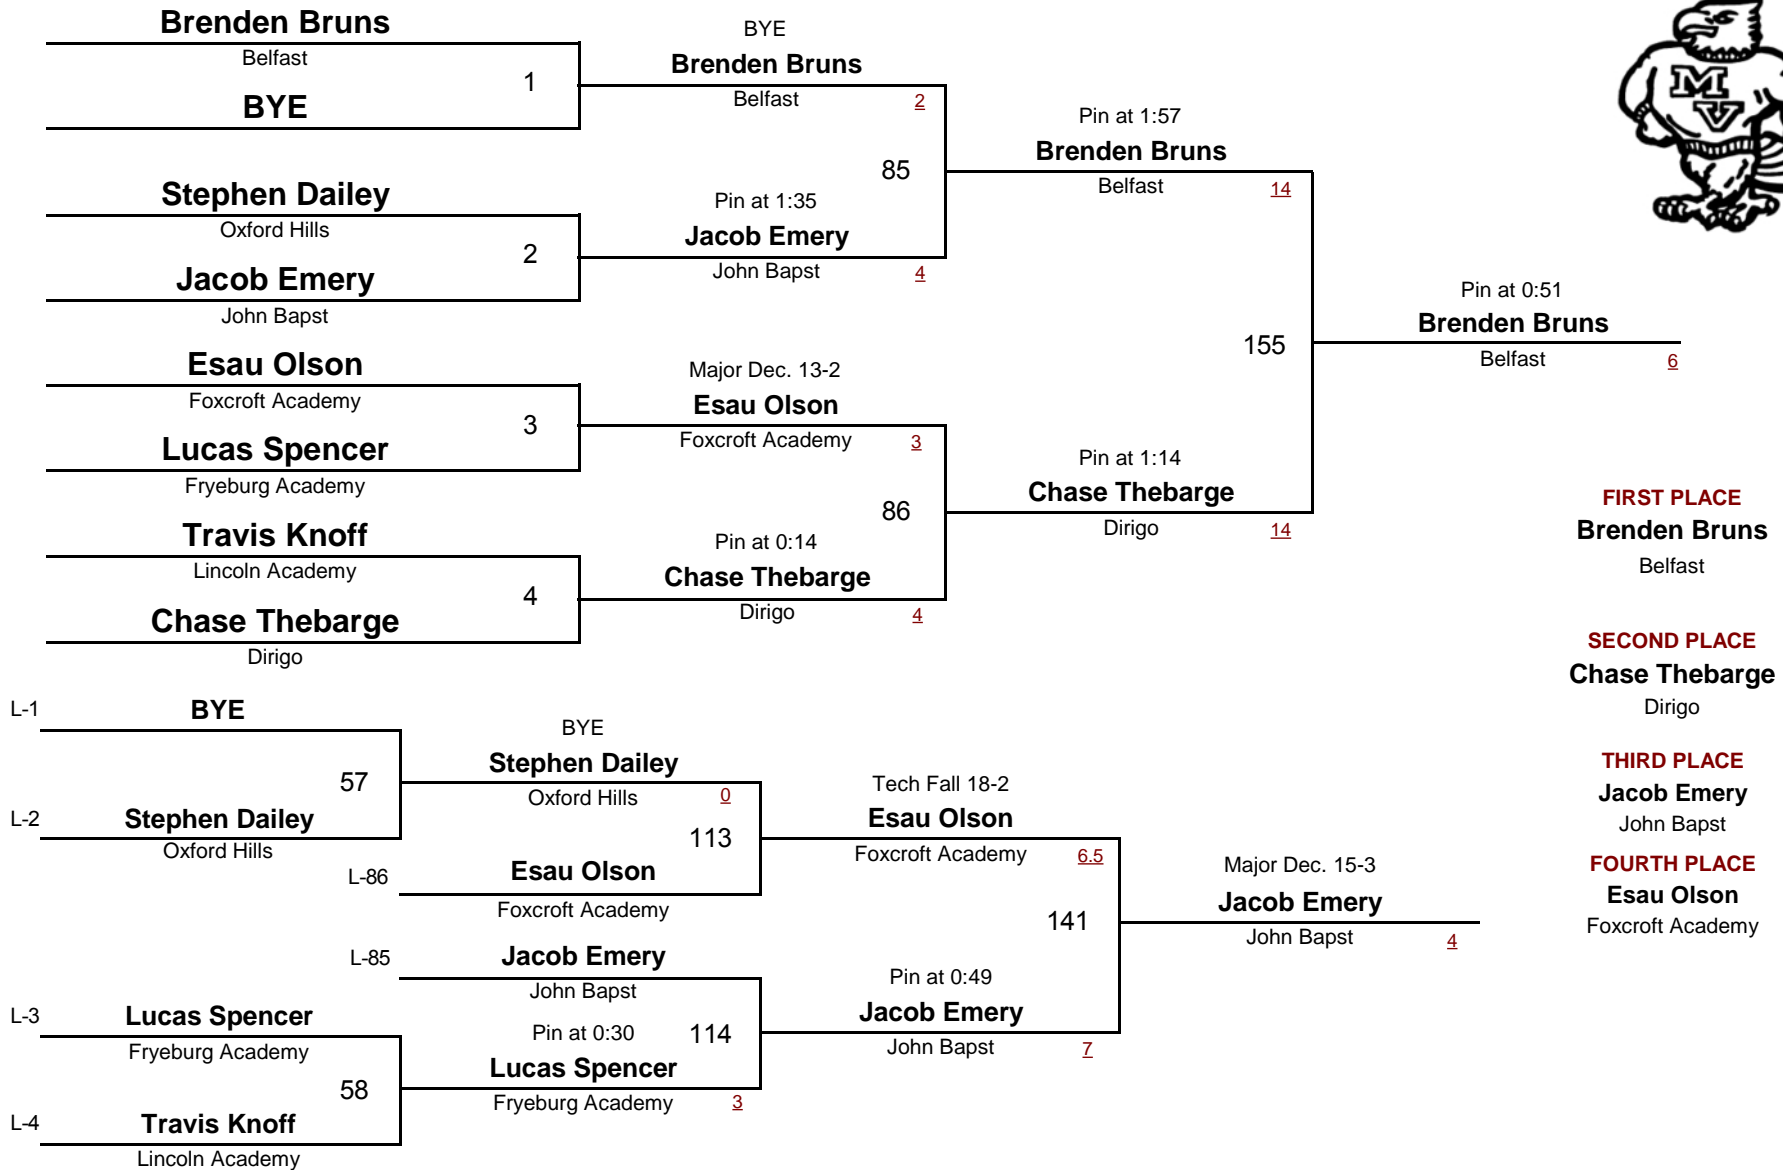 Brenden Bruns
Belfast
1
BYE
Stephen Dailey
Oxford Hills
2
Jacob Emery
John Bapst
Esau Olson
Foxcroft Academy
3
Lucas Spencer
Fryeburg Academy
Travis Knoff
Lincoln Academy
4
Chase Thebarge
Dirigo
BYE
Brenden Bruns
Belfast
2
85
Pin at 1:35
Jacob Emery
John Bapst
4
Major Dec. 13-2
Esau Olson
Foxcroft Academy
3
86
Pin at 0:14
Chase Thebarge
Dirigo
4
Pin at 1:57
Brenden Bruns
Belfast
14
155
Pin at 1:14
Chase Thebarge
Dirigo
14
Pin at 0:51
Brenden Bruns
Belfast
6
M
V
FIRST PLACE
Brenden Bruns
Belfast
SECOND PLACE
Chase Thebarge
Dirigo
THIRD PLACE
Jacob Emery
John Bapst
FOURTH PLACE
Esau Olson
Foxcroft Academy
L-1
BYE
57
L-2
Stephen Dailey
Oxford Hills
BYE
Stephen Dailey
Oxford Hills
0
113
L-86
Esau Olson
Foxcroft Academy
L-85
Jacob Emery
John Bapst
114
L-3
Lucas Spencer
Fryeburg Academy
58
L-4
Travis Knoff
Lincoln Academy
Pin at 0:30
Lucas Spencer
Fryeburg Academy
3
Tech Fall 18-2
Esau Olson
Foxcroft Academy
6.5
141
Pin at 0:49
Jacob Emery
John Bapst
7
Major Dec. 15-3
Jacob Emery
John Bapst
4